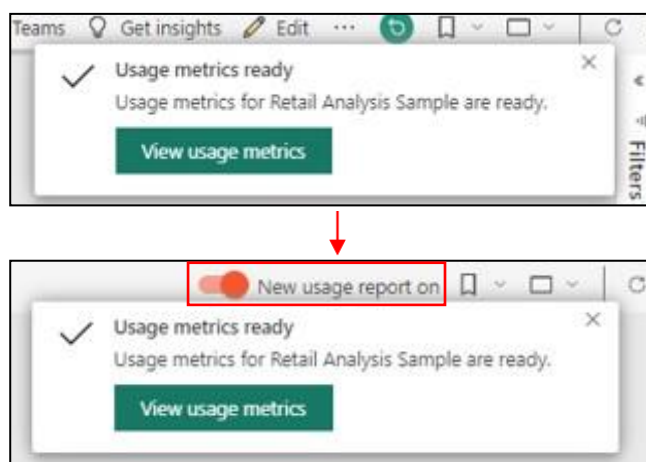 Teams Get insights Edit ...
Usage metrics ready
Usage metrics for Retail Analysis Sample are ready.
View usage metrics
Filters
New usage report on
Usage metrics ready
Usage metrics for Retail Analysis Sample are ready.
View usage metrics